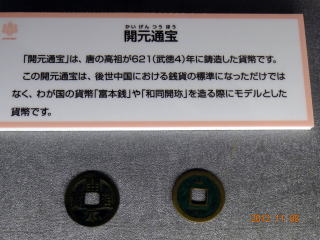 かい げん つう ほう
開元通宝
「開元通宝」は、唐の高祖が621(武徳4)年に鋳造した貨幣です。
この開元通宝は、後世中国における銭貨の標準になっただけで
なく、わが国の貨幣「富本銭」や「和同開珎」を造る際にモデルとした
貨幣です。